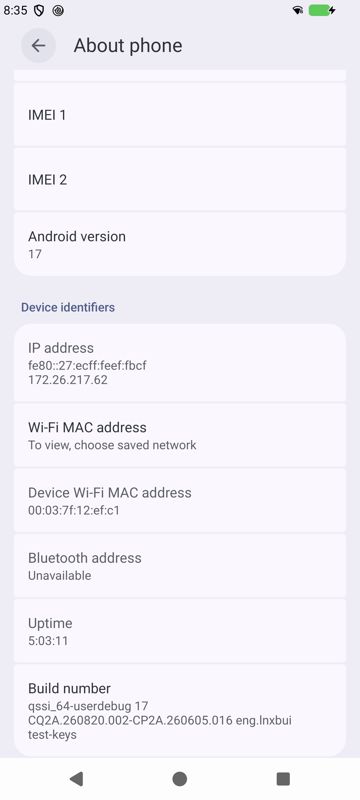 8:35
About phone
IMEI 1
IMEI 2
Android version
17
Device identifiers
IP address
fe80::27:ecff:feef:fbcf
172.26.217.62
Wi-Fi MAC address
To view, choose saved network
Device Wi-Fi MAC address
00:03:7f:12:ef:c1
Bluetooth address
Unavailable
Uptime
5:03:11
Build number
qssi_64-userdebug 17
CQ2A.260820.002-CP2A.260605.016 eng.lnxbui
test-keys